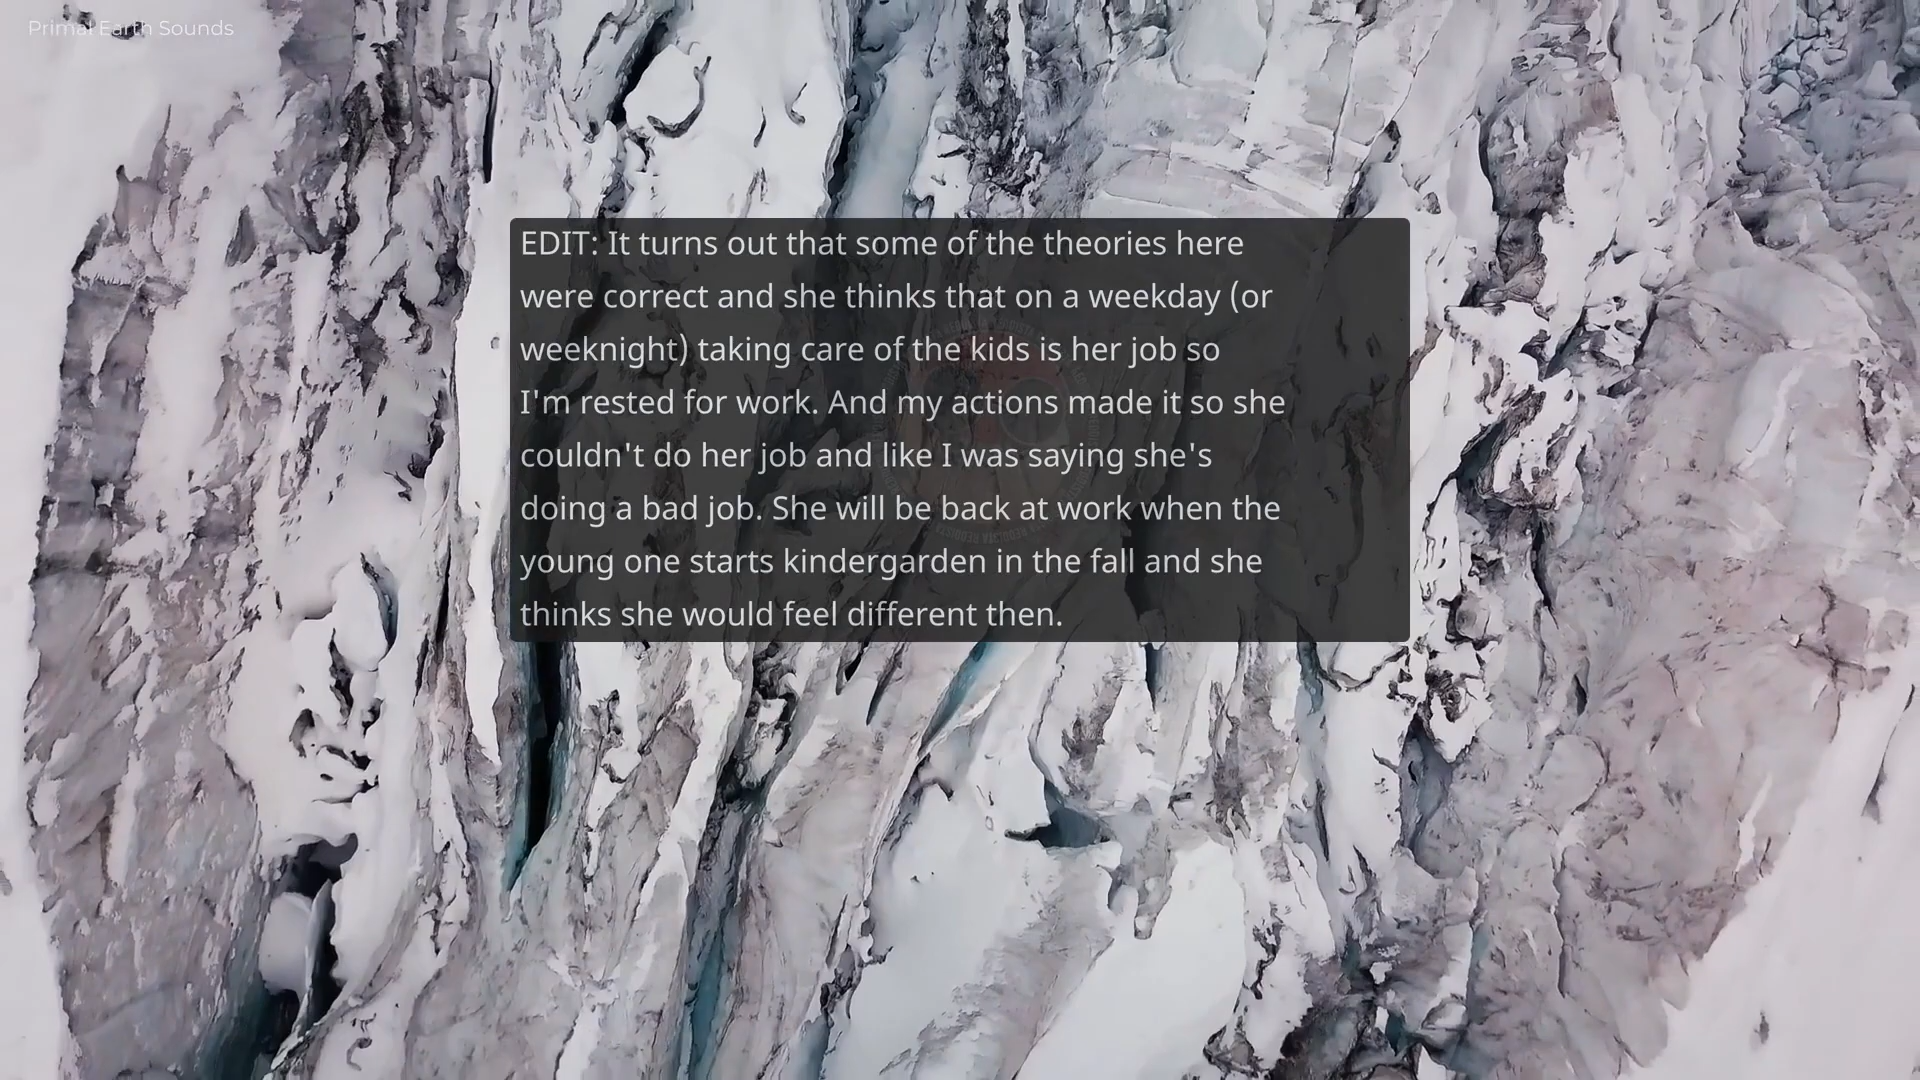 Primal Earth Sounds
EDIT: It turns out that some of the theories here
were correct and she thinks that on a weekday (or
weeknight) taking care of the kids is her job so
I'm rested for work. And my actions made it so she
couldn't do her job and like I was saying she's
doing a bad job. She will be back at work when the
young one starts kindergarden in the fall and she
thinks she would feel different then.